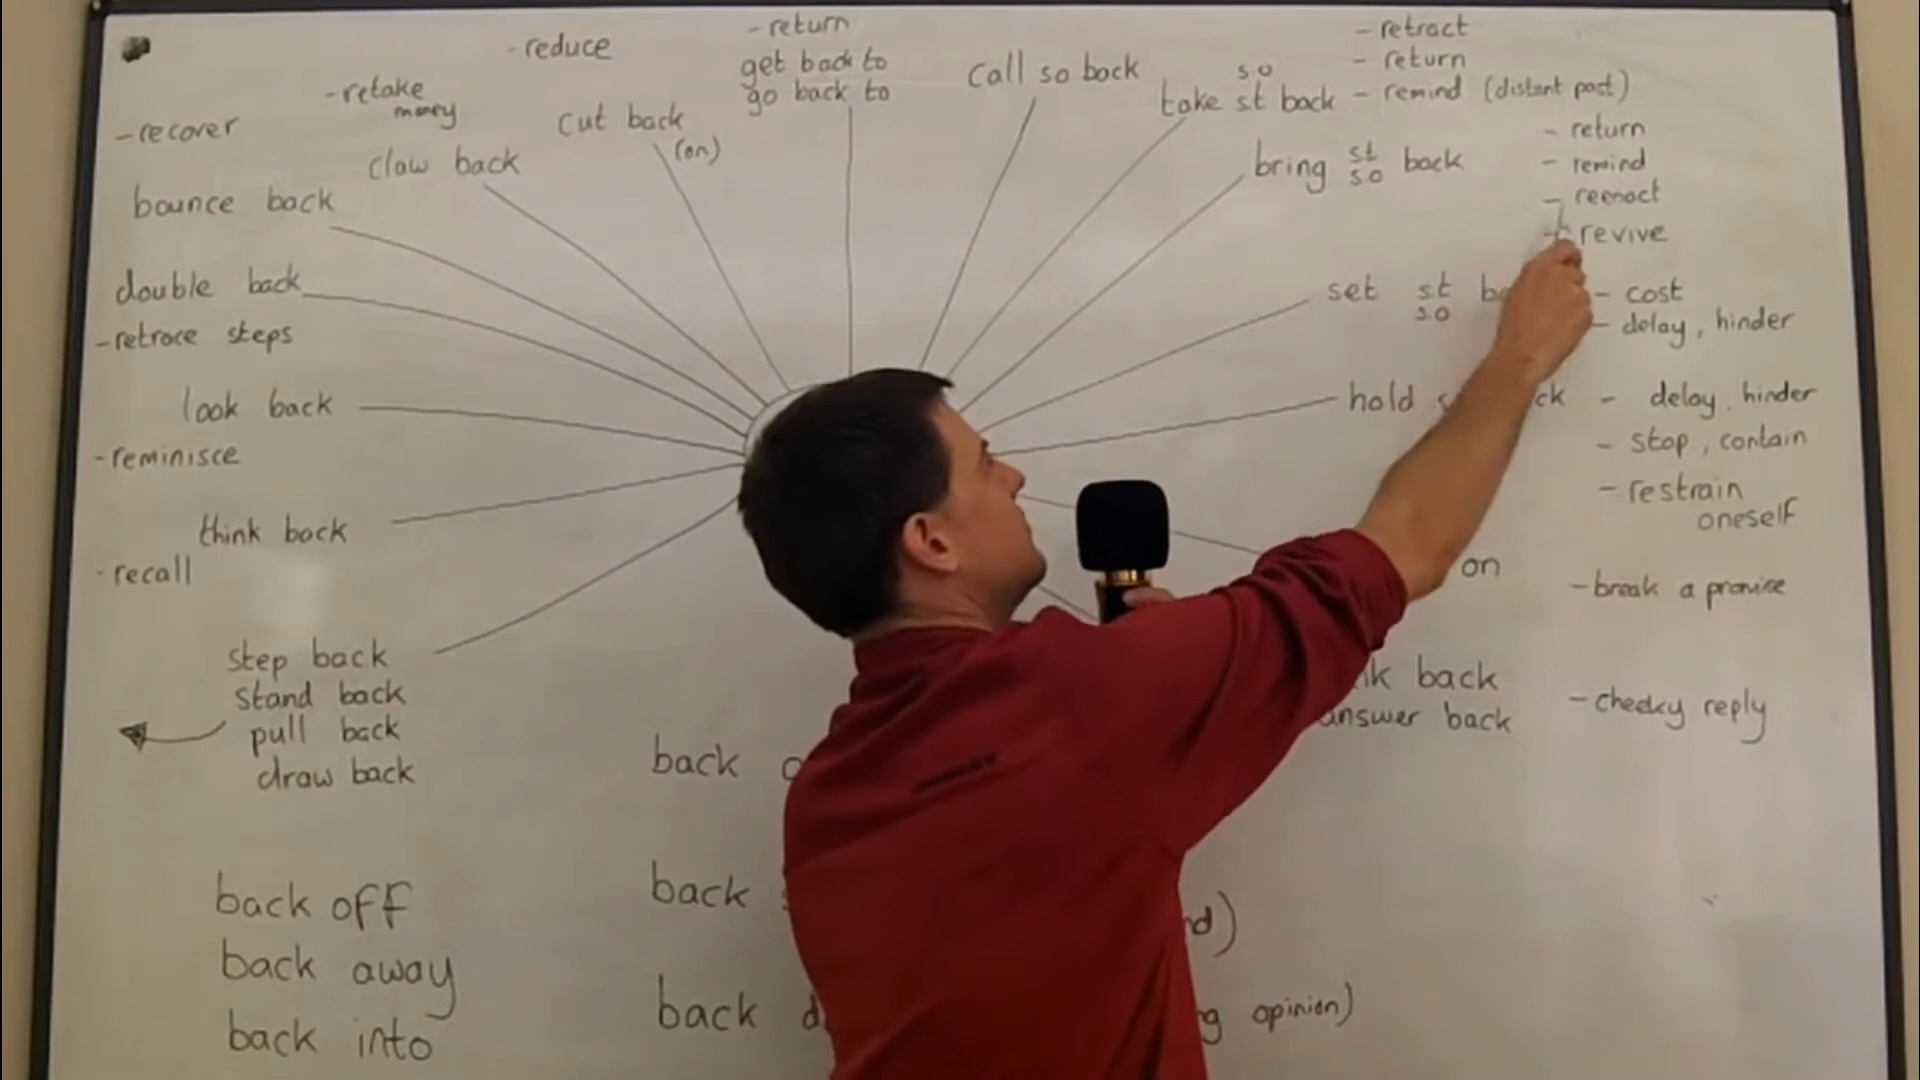 - recover
bounce back
- retake
money
claw back
- reduce
cut back
(on)
- return
get back to
go back to
call so back
so
take st back
- retract
- return
- remind (distant past)
bring st back
so
- return
- remind
- reenact
- revive
set st
so
- cost
- delay, hinder
hold
- delay, hinder
- stop, contain
- restrain
oneself
on
- break a promise
back
answer back
- cheeky reply
double back
- retrace steps
look back
- reminisce
think back
- recall
step back
stand back
pull back
draw back
back off
back away
back into
back
back
back
opinion)